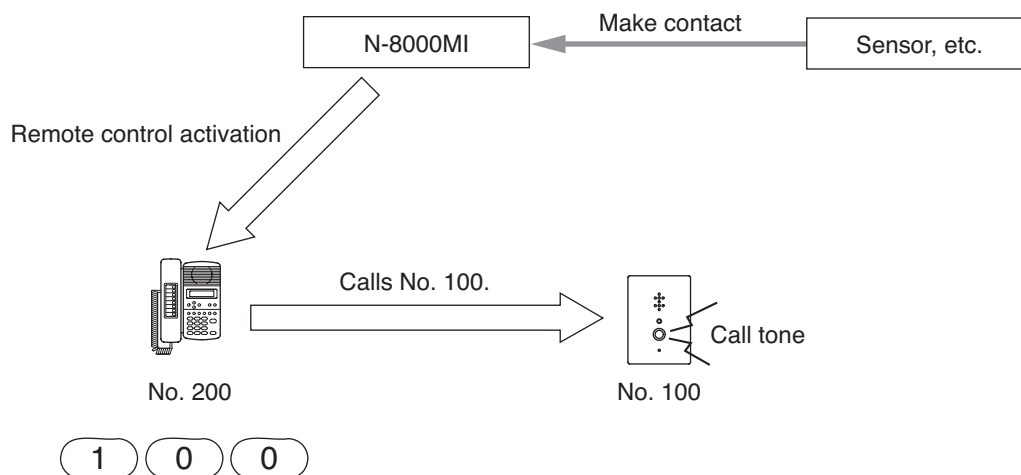 Make contact
N-8000MI
Sensor, etc.
Remote control activation
Calls No. 100.
Call tone
No. 200
No. 100
1 0 0